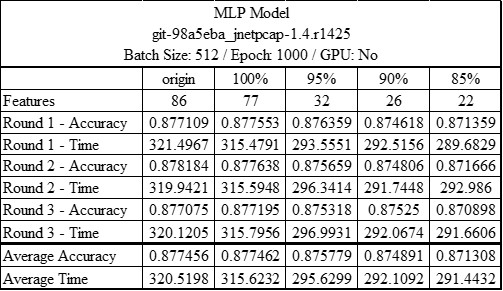 MLP Model
git-98a5eba_jnetpcap-1.4.r1425
Batch Size: 512 / Epoch: 1000 / GPU: No
origin 100% 95% 90% 85%
Features 86 77 32 26 22
Round 1 - Accuracy 0.877109 0.877553 0.876359 0.874618 0.871359
Round 1 - Time 321.4967 315.4791 293.5551 292.5156 289.6829
Round 2 - Accuracy 0.878184 0.877638 0.875659 0.874806 0.871666
Round 2 - Time 319.9421 315.5948 296.3414 291.7448 292.986
Round 3 - Accuracy 0.877075 0.877195 0.875318 0.87525 0.870898
Round 3 - Time 320.1205 315.7956 296.9931 292.0674 291.6606
Average Accuracy 0.877456 0.877462 0.875779 0.874891 0.871308
Average Time 320.5198 315.6232 295.6299 292.1092 291.4432